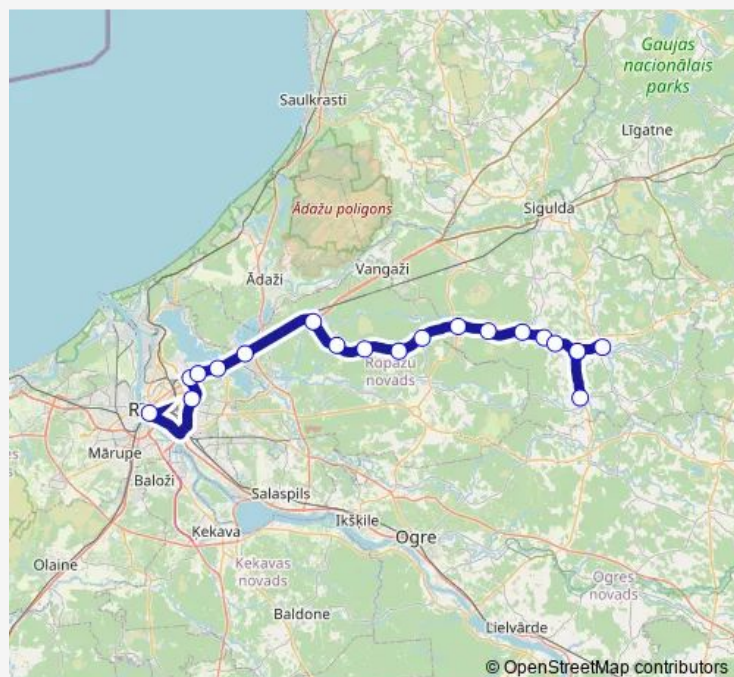 Gaujas
nacionālais
parks
Saulkrasti
Līgatne
Ādažu poligons
Sigulda
Vangaži
Ādaži
Ropažu
novads
Mārupe
Baloži
Salaspils
Ikšķile
Ķekava
Ogre
Olaine
Ķekavas
novads
Ogres
novads
Baldone
Lielvārde
© OpenStreetMap contributors